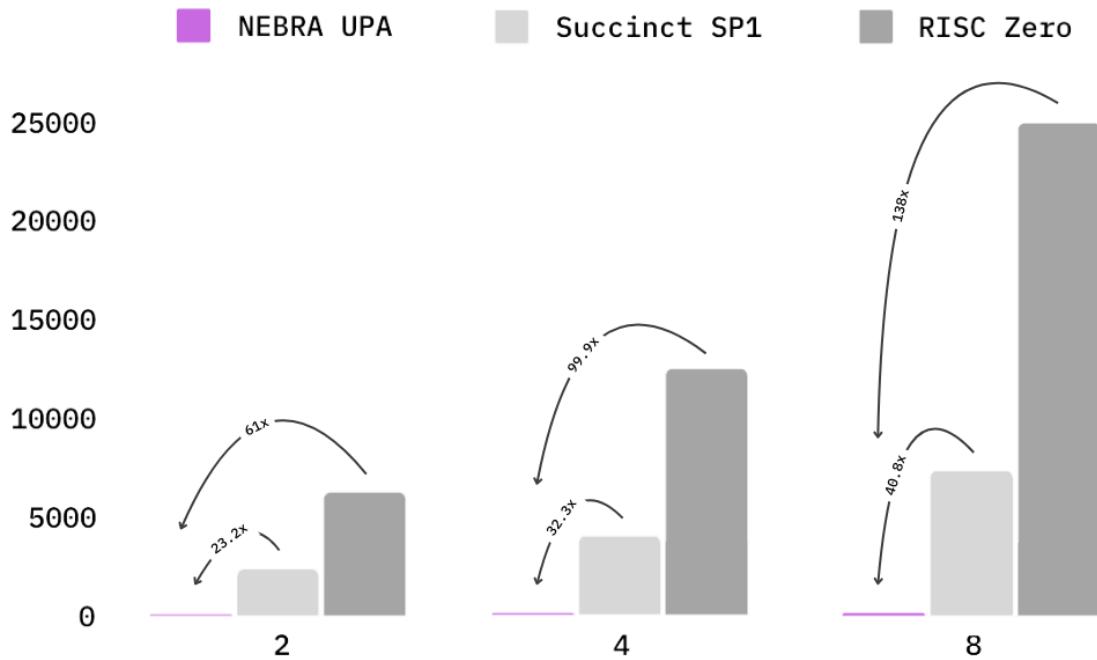 NEBRA UPA
Succinct SP1
RISC Zero
25000
20000
15000
10000
5000
0
61x
23.2x
99.9x
32.3x
138x
40.8x
2
4
8